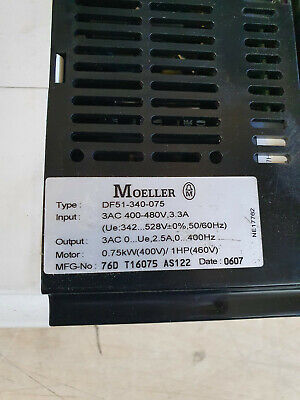 MOELLER
Type : DF51-340-075
Input : 3AC 400-480V,3.3A
(Ue:342...528V±0%,50/60Hz)
Output : 3AC 0...Ue,2.5A,0...400Hz
Motor : 0.75kW(400V)/ 1HP(460V)
MFG-No : 76D T16075 AS122 Date : 0607
NE17762